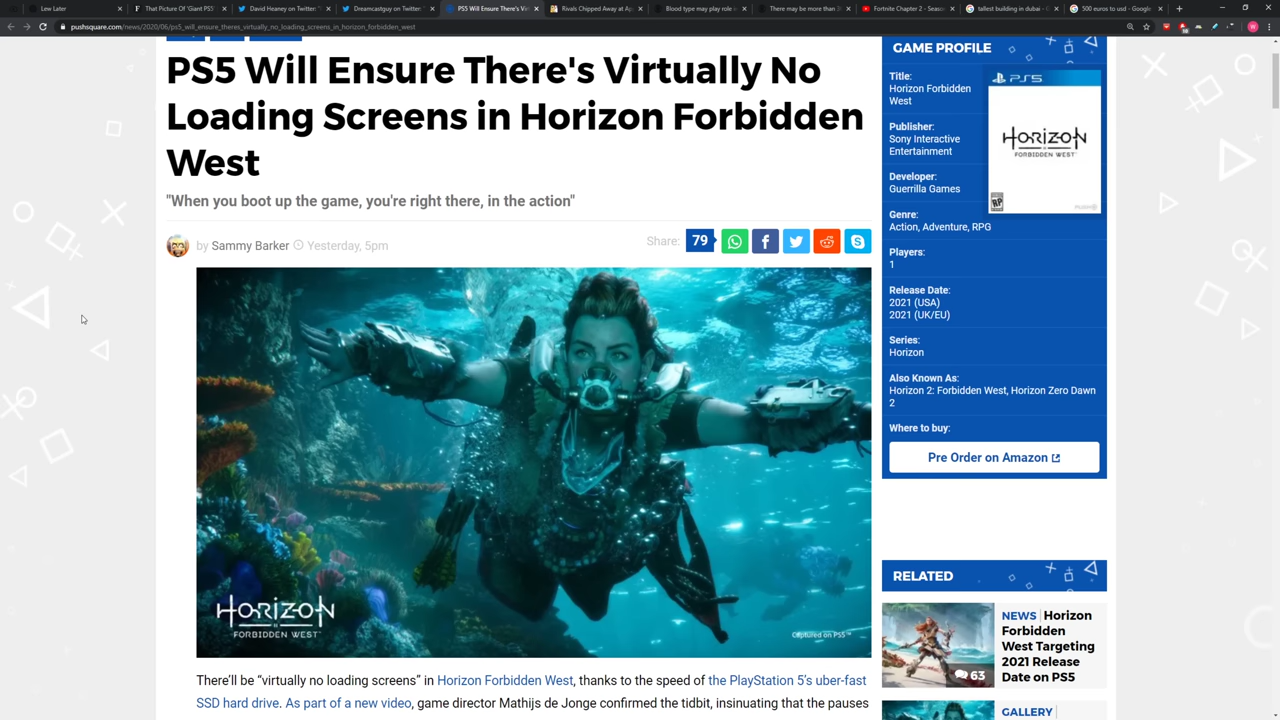 Lew Later
That Picture Of 'Giant PS5
David Heaney on Twitter: "
Dreamcastguy on Twitter:
PS5 Will Ensure There's Virt
Rivals Chipped Away at Ap
Blood type may play role i
There may be more than 3
Fortnite Chapter 2 - Seas
tallest building in dubai - G
500 euros to usd - Google
pushsquare.com/news/2020/06/ps5_will_ensure_theres_virtually_no_loading_screens_in_horizon_forbidden_west
PS5 Will Ensure There's Virtually No
Loading Screens in Horizon Forbidden
West
"When you boot up the game, you're right there, in the action"
by Sammy Barker Yesterday, 5pm
Share: 79
HORIZON
FORBIDDEN WEST™
Captured on PS5™
There'll be “virtually no loading screens” in Horizon Forbidden West, thanks to the speed of the PlayStation 5's uber-fast
SSD hard drive. As part of a new video, game director Mathijs de Jonge confirmed the tidbit, insinuating that the pauses
GAME PROFILE
Title:
Horizon Forbidden
West
Publisher:
Sony Interactive
Entertainment
Developer:
Guerrilla Games
Genre:
Action, Adventure, RPG
Players:
1
Release Date:
2021 (USA)
2021 (UK/EU)
Series:
Horizon
Also Known As:
Horizon 2: Forbidden West, Horizon Zero Dawn
2
Where to buy:
Pre Order on Amazon
PS5
HORIZON
FORBIDDEN WEST
RP
RELATED
NEWS Horizon
Forbidden
West Targeting
2021 Release
Date on PS5
63
GALLERY